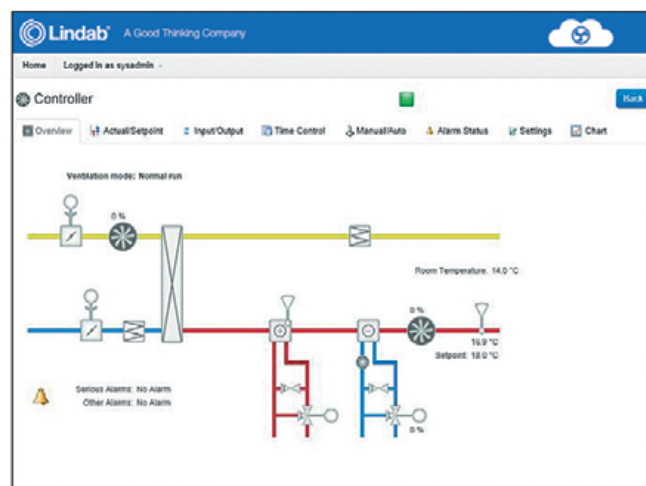 Lindab® A Good Thinking Company
Home Logged in as sysadmin
Controller Back
Overview Actual/Setpoint Input/Output Time Control Manual/Auto Alarm Status Settings Chart
Ventilation mode: Normal run
0 %
Room Temperature: 14.0 °C
0 %
16.9 °C
Setpoint: 18.0 °C
Serious Alarms: No Alarm
Other Alarms: No Alarm
0 %